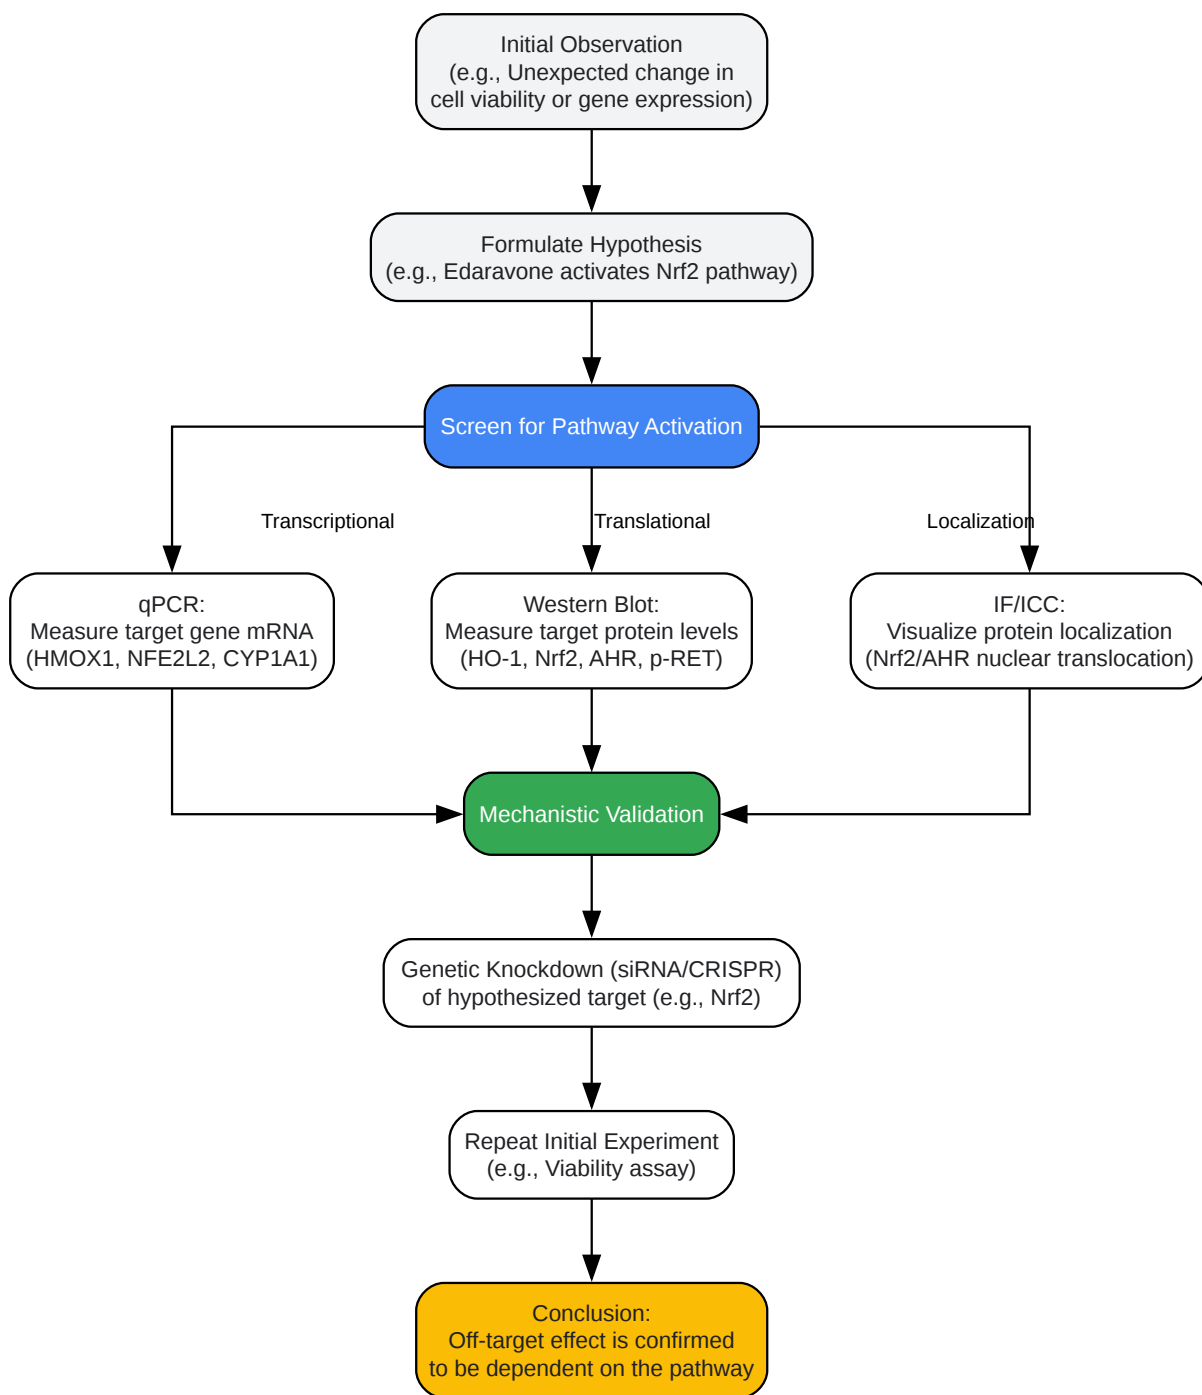 Initial Observation
(e.g., Unexpected change in
cell viability or gene expression)
Formulate Hypothesis
(e.g., Edaravone activates Nrf2 pathway)
Screen for Pathway Activation
Transcriptional
Translational
Localization
qPCR:
Measure target gene mRNA
(HMOX1, NFE2L2, CYP1A1)
Western Blot:
Measure target protein levels
(HO-1, Nrf2, AHR, p-RET)
IF/ICC:
Visualize protein localization
(Nrf2/AHR nuclear translocation)
Mechanistic Validation
Genetic Knockdown (siRNA/CRISPR)
of hypothesized target (e.g., Nrf2)
Repeat Initial Experiment
(e.g., Viability assay)
Conclusion:
Off-target effect is confirmed
to be dependent on the pathway